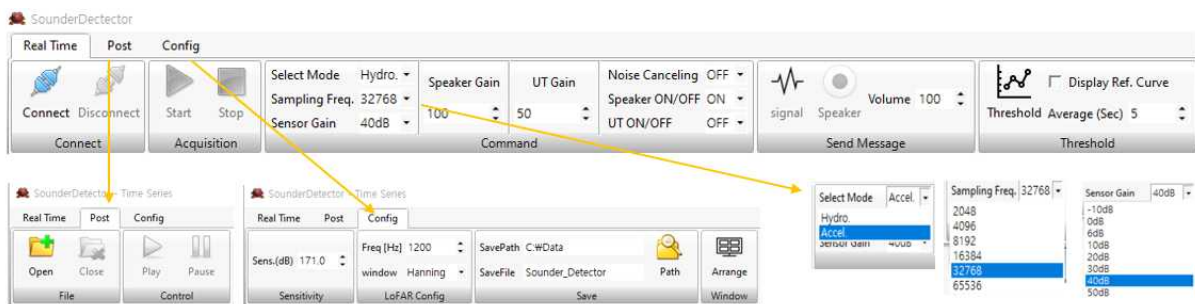 SounderDectector
Real Time Post Config
Select Mode Hydro.
Sampling Freq. 32768
Sensor Gain 40dB
Speaker Gain
100
UT Gain
50
Noise Canceling OFF
Speaker ON/OFF ON
UT ON/OFF OFF
Volume 100
Display Ref. Curve
Average (Sec) 5
Connect Disconnect Start Stop signal Speaker Threshold
Connect Acquisition Command Send Message Threshold
SounderDetector - Time Series
Real Time Post Config
Open Close Play Pause
File Control
SounderDetector - Time Series
Real Time Post Config
Sens.(dB) 171.0
Freq [Hz] 1200
window Hanning
SavePath C:₩Data
SaveFile Sounder_Detector
Path Arrange
Sensitivity LoFAR Config Save Window
Select Mode Accel.
Hydro.
Accel.
Sensor Gain 40dB
Sampling Freq. 32768
2048
4096
8192
16384
32768
65536
Sensor Gain 40dB
-10dB
0dB
6dB
10dB
20dB
30dB
40dB
50dB